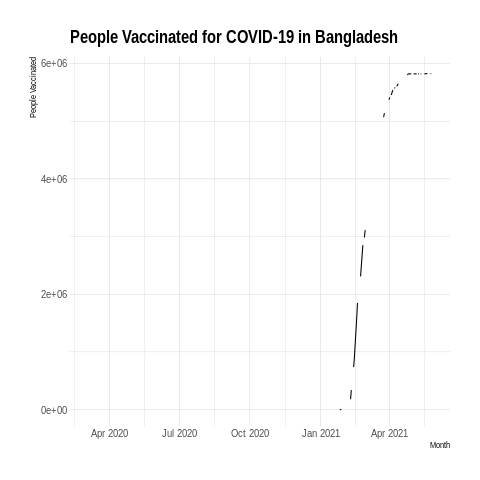 People Vaccinated for COVID-19 in Bangladesh
People Vaccinated
6e+06
4e+06
2e+06
0e+00
Apr 2020 Jul 2020 Oct 2020 Jan 2021 Apr 2021
Month